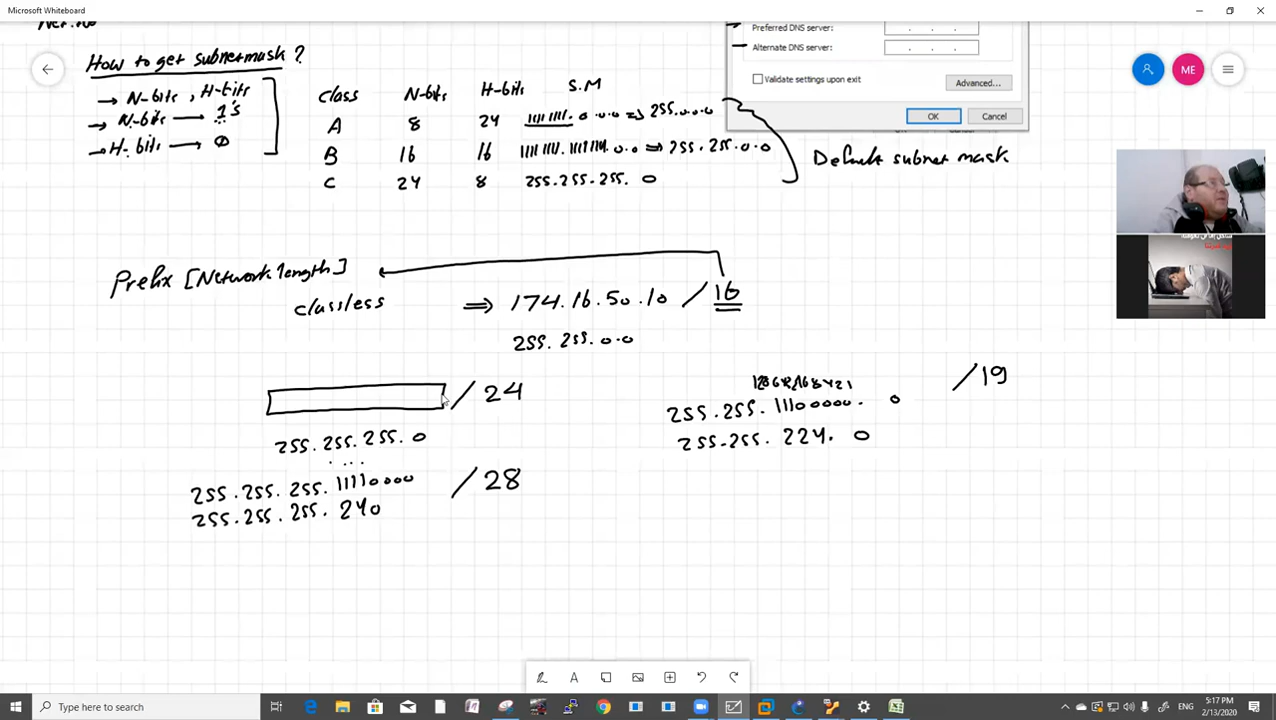 Microsoft Whiteboard
Preferred DNS server:
Alternate DNS server:
Validate settings upon exit
Advanced...
OK
Cancel
How to get subnetmask ?
→ N-bits , H-bits
→ N-bits → 1's
→ H-bits → 0
class N-bits H-bits S.M
A 8 24 11111111.0.0.0 => 255.0.0.0
B 16 16 11111111.11111111.0.0 => 255.255.0.0
C 24 8 255.255.255.0
Default subnet mask
Prefix [Network length]
classless => 174.16.50.10 / 16
255.255.0.0
/ 24
255.255.255.0
....
255.255.255.11110000 / 28
255.255.255.240
/19
128 64 32 16 8 4 2 1
255.255.11100000.0
255.255.224.0
ME
Type here to search
ENG
5:17 PM
2/13/2020